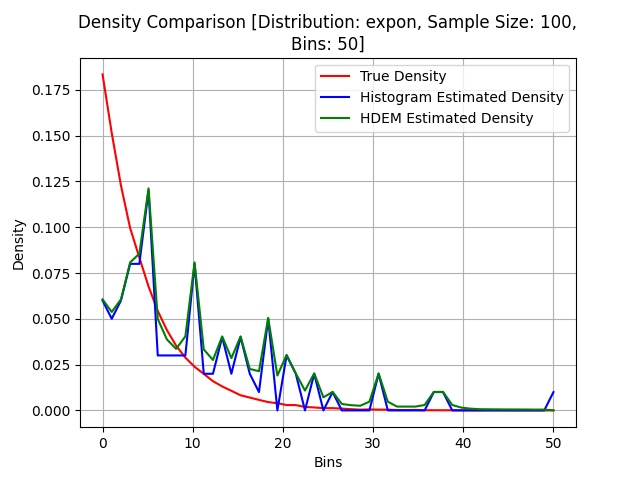 Density Comparison [Distribution: expon, Sample Size: 100,
Bins: 50]
True Density
Histogram Estimated Density
HDEM Estimated Density
Density
0.175
0.150
0.125
0.100
0.075
0.050
0.025
0.000
0 10 20 30 40 50
Bins